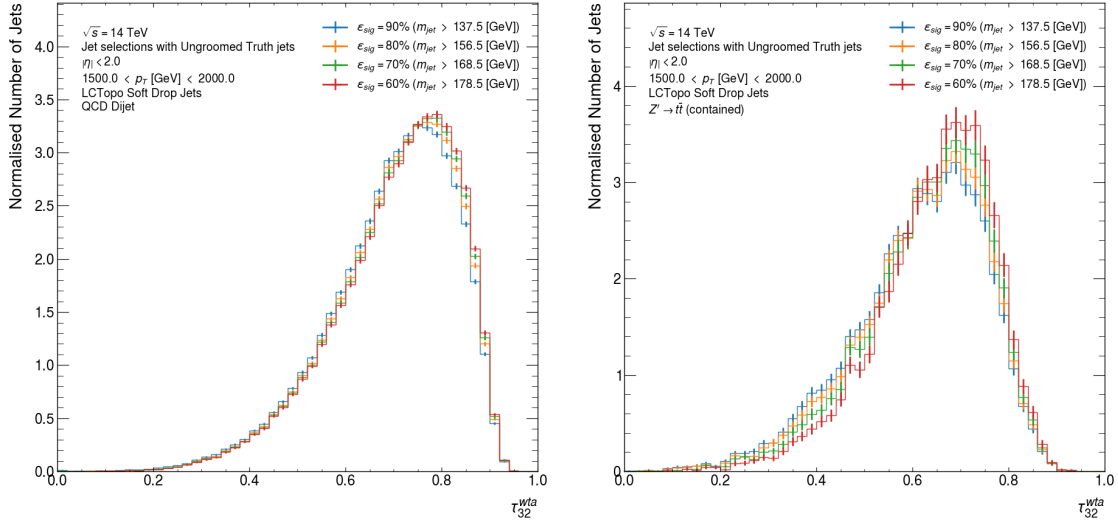 Normalised Number of Jets
√s = 14 TeV
Jet selections with Ungroomed Truth jets
|η| < 2.0
1500.0 < p_T [GeV] < 2000.0
LCTopo Soft Drop Jets
QCD Dijet
ε_sig = 90% (m_jet > 137.5 [GeV])
ε_sig = 80% (m_jet > 156.5 [GeV])
ε_sig = 70% (m_jet > 168.5 [GeV])
ε_sig = 60% (m_jet > 178.5 [GeV])
4.0
3.5
3.0
2.5
2.0
1.5
1.0
0.5
0.0
0.0 0.2 0.4 0.6 0.8 1.0
τ_32^wta
Normalised Number of Jets
√s = 14 TeV
Jet selections with Ungroomed Truth jets
|η| < 2.0
1500.0 < p_T [GeV] < 2000.0
LCTopo Soft Drop Jets
Z′ → tt̄ (contained)
ε_sig = 90% (m_jet > 137.5 [GeV])
ε_sig = 80% (m_jet > 156.5 [GeV])
ε_sig = 70% (m_jet > 168.5 [GeV])
ε_sig = 60% (m_jet > 178.5 [GeV])
4
3
2
1
0
0.0 0.2 0.4 0.6 0.8 1.0
τ_32^wta